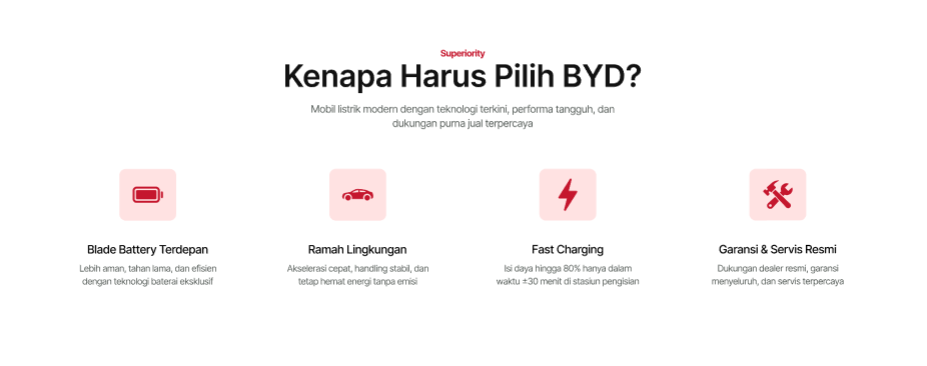 Superiority
Kenapa Harus Pilih BYD?
Mobil listrik modern dengan teknologi terkini, performa tangguh, dan
dukungan purna jual terpercaya
Blade Battery Terdepan
Lebih aman, tahan lama, dan efisien
dengan teknologi baterai eksklusif
Ramah Lingkungan
Akselerasi cepat, handling stabil, dan
tetap hemat energi tanpa emisi
Fast Charging
Isi daya hingga 80% hanya dalam
waktu ±30 menit di stasiun pengisian
Garansi & Servis Resmi
Dukungan dealer resmi, garansi
menyeluruh, dan servis terpercaya